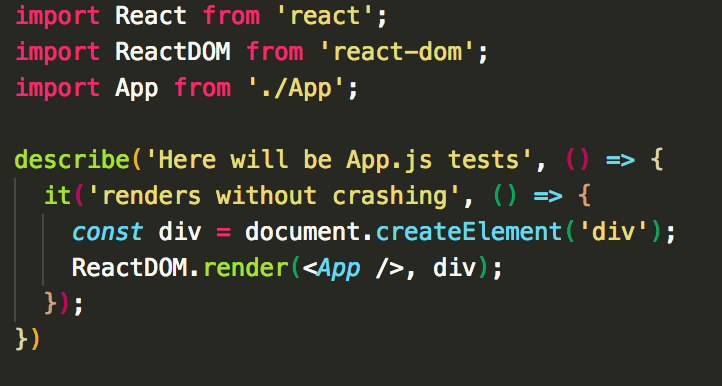 import React from 'react';
import ReactDOM from 'react-dom';
import App from './App';

describe('Here will be App.js tests', () => {
  it('renders without crashing', () => {
    const div = document.createElement('div');
    ReactDOM.render(<App />, div);
  });
})